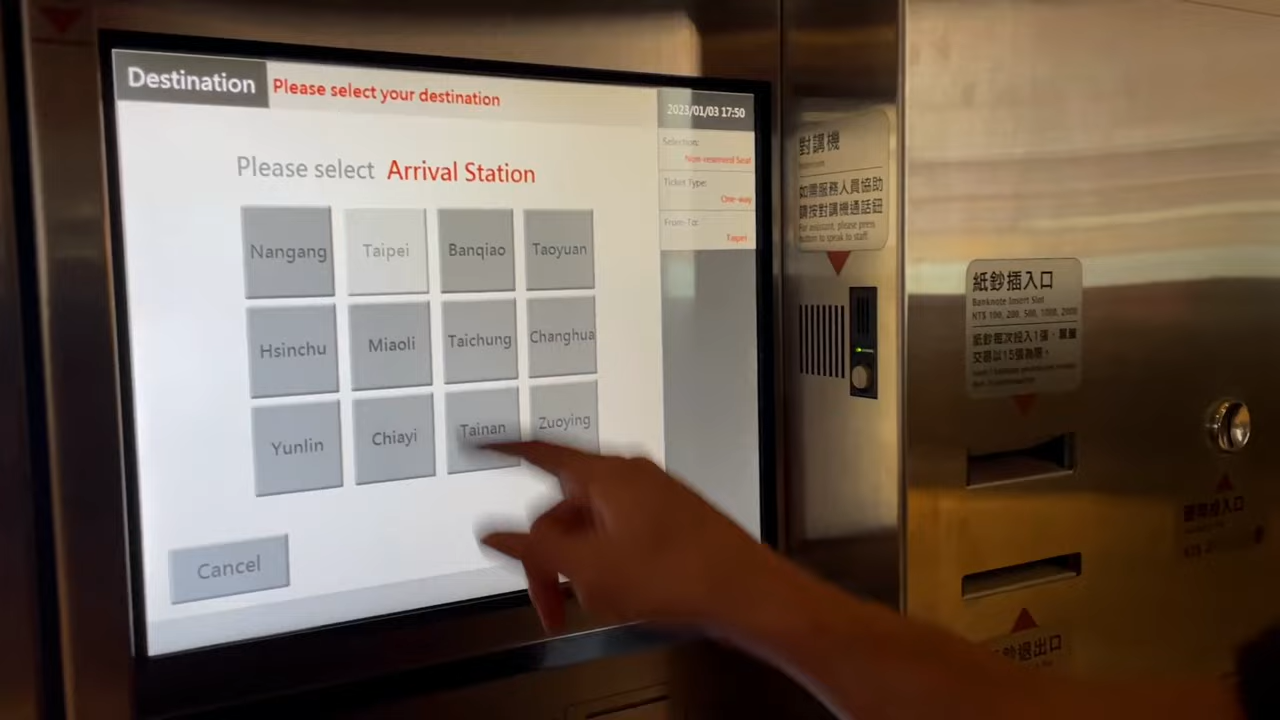 Destination
Please select your destination
2023/01/03 17:50
Please select Arrival Station
Selection:
Non-reserved Seat
Ticket Type:
One-way
From-To:
Taipei
Nangang
Taipei
Banqiao
Taoyuan
Hsinchu
Miaoli
Taichung
Changhua
Yunlin
Chiayi
Tainan
Zuoying
Cancel
對講機
如需服務人員協助
請按對講機通話鈕
For assistant, please press
button to speak to staff.
紙鈔插入口
Banknote Insert Slot
NT$ 100, 200, 500, 1000, 2000
紙鈔每次投入1張，單筆
交易以15張為限。
紙鈔退出口